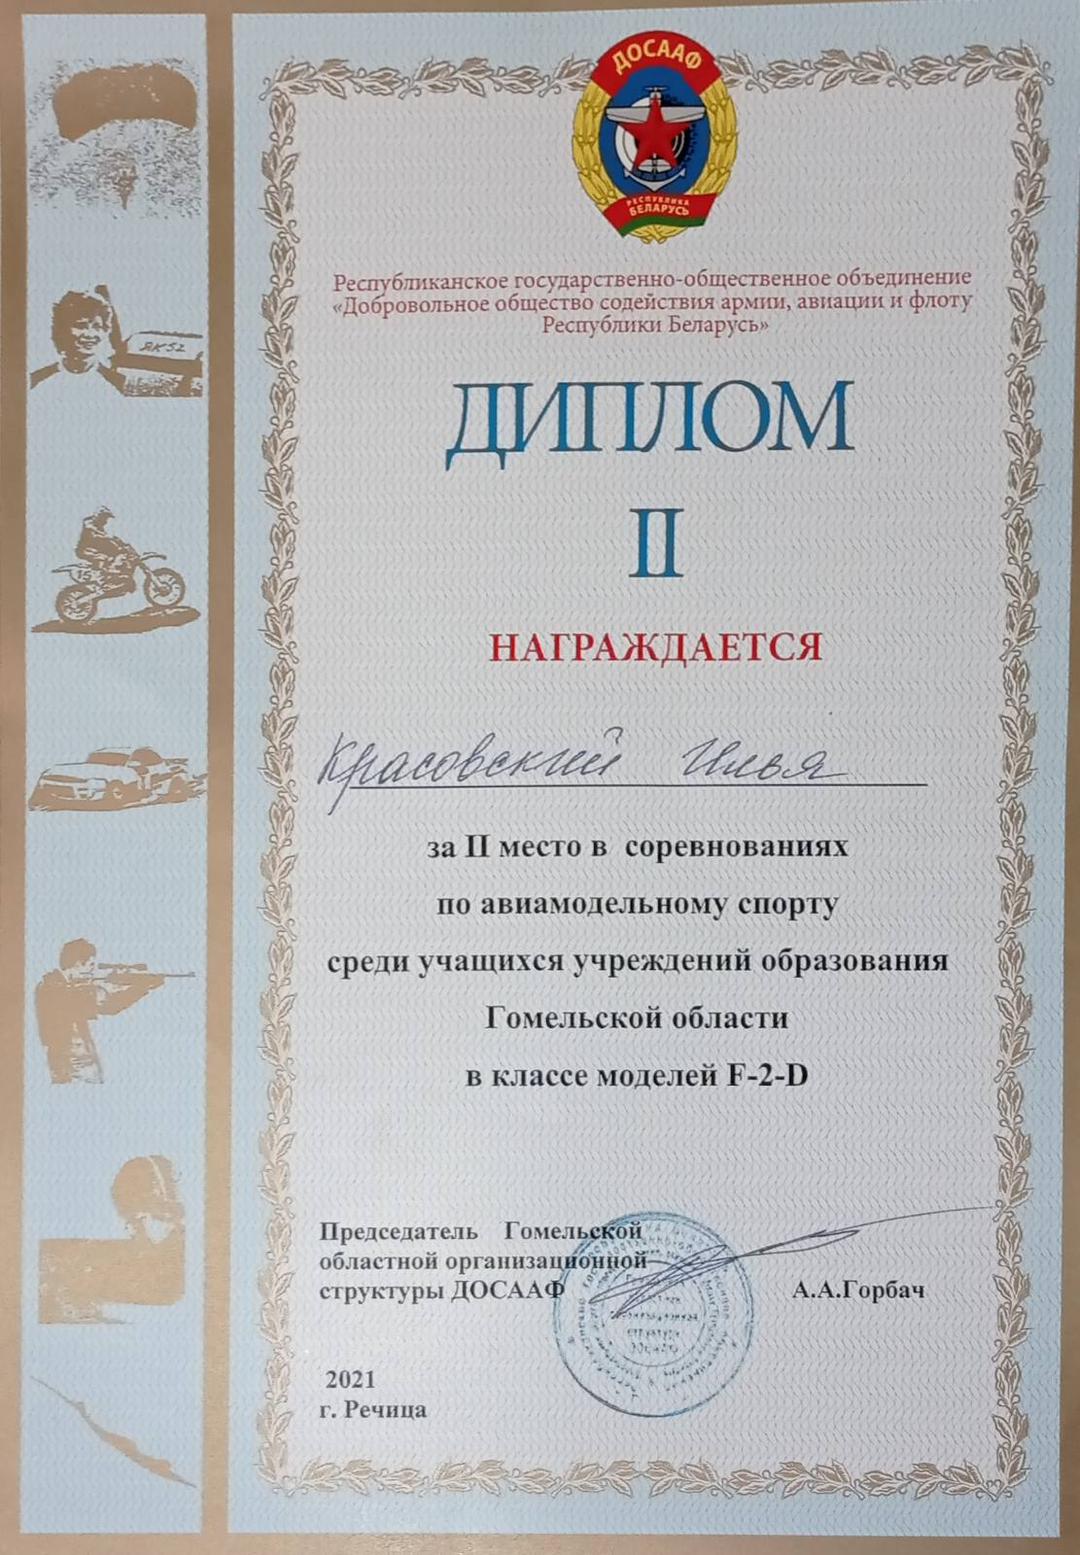 ДОСААФ
РЕСПУБЛИКА
БЕЛАРУСЬ
Республиканское государственно-общественное объединение
«Добровольное общество содействия армии, авиации и флоту
Республики Беларусь»
ДИПЛОМ
II
НАГРАЖДАЕТСЯ
Красовский Илья
за II место в соревнованиях
по авиамодельному спорту
среди учащихся учреждений образования
Гомельской области
в классе моделей F-2-D
Председатель Гомельской
областной организационной
структуры ДОСААФ
А.А.Горбач
2021
г. Речица
ЯК52
15